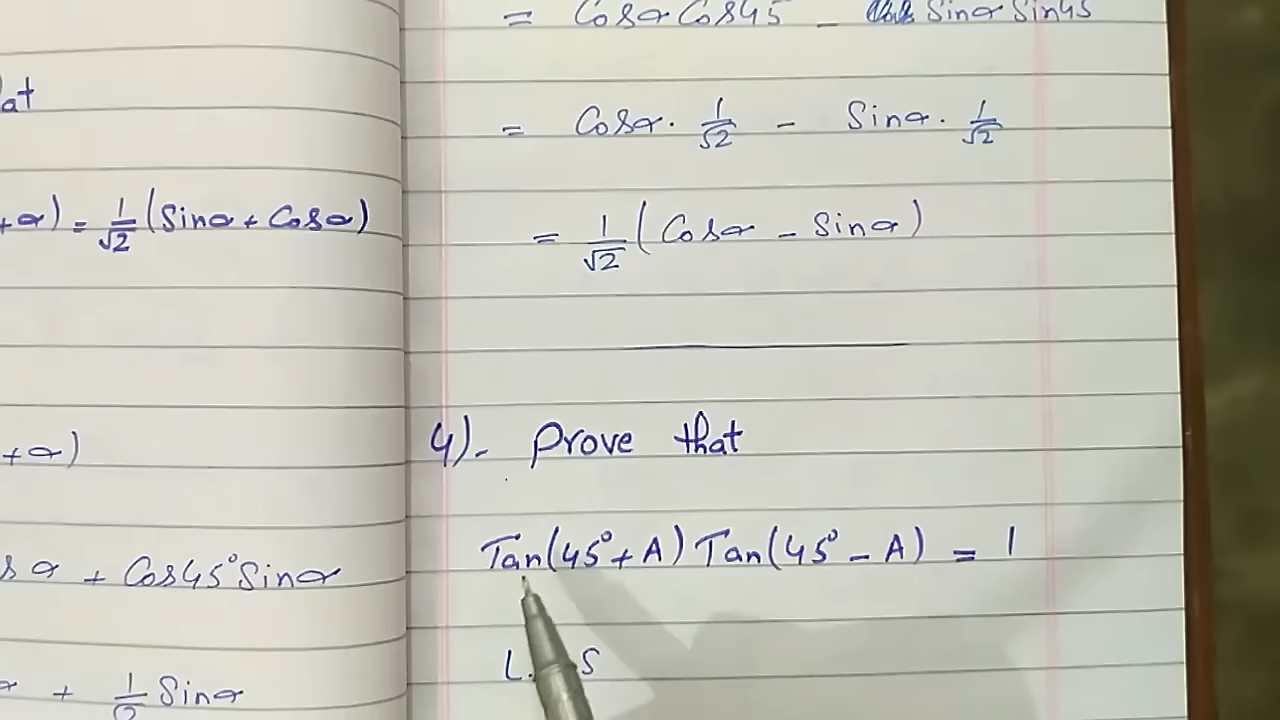 at
+α) = 1/√2 (Sinα + Cosα)
+α)
α + Cos45°Sinα
+ 1/√2 Sinα
= Cosα Cos45 - Sinα Sin45
= Cosα · 1/√2 - Sinα · 1/√2
= 1/√2 (Cosα - Sinα)
4)- Prove that
Tan(45°+A) Tan(45°-A) = 1
L. S